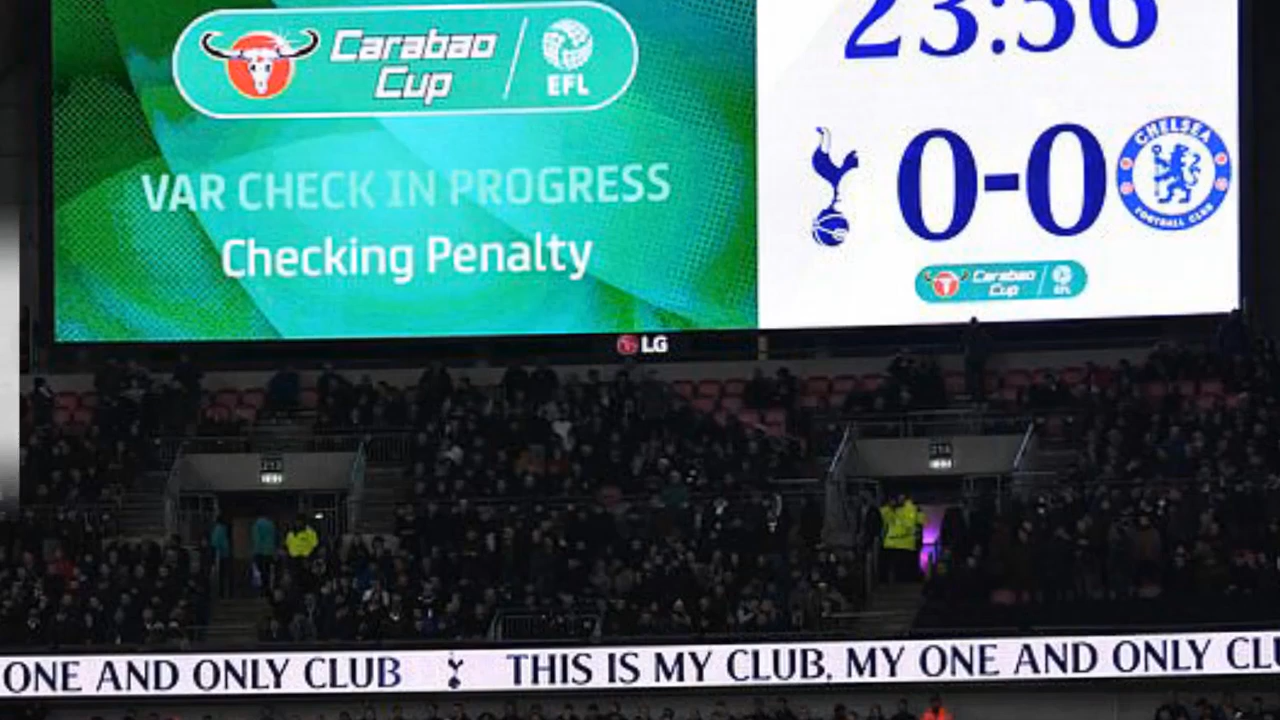 Carabao
Cup
EFL
VAR CHECK IN PROGRESS
Checking Penalty
23:56
0-0
CHELSEA
FOOTBALL CLUB
Carabao
Cup
EFL
LG
ONE AND ONLY CLUB THIS IS MY CLUB, MY ONE AND ONLY CLU